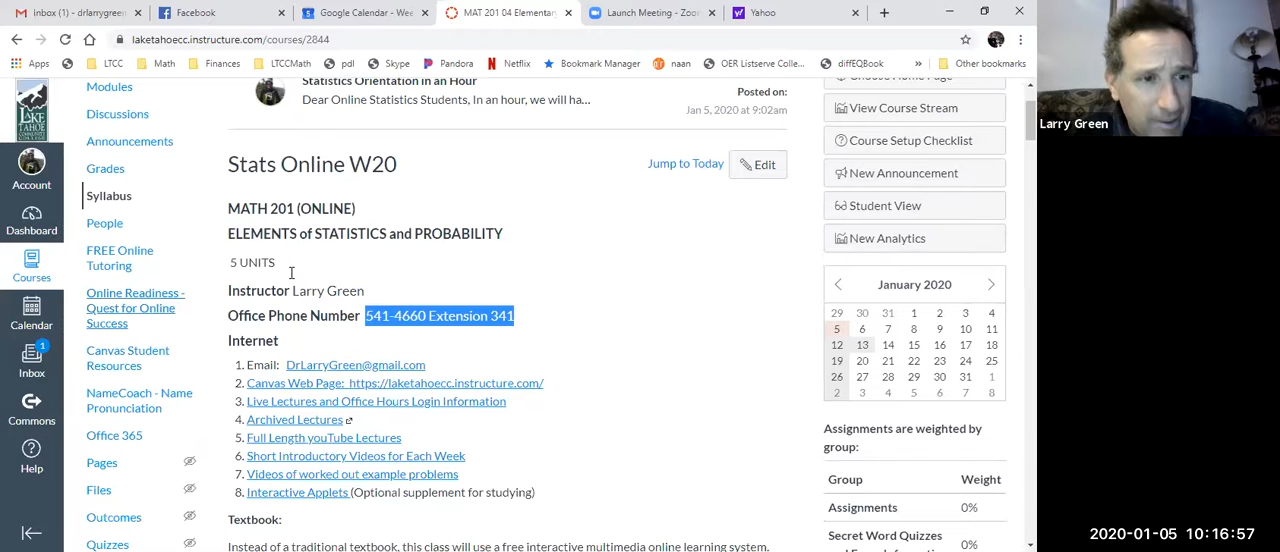 Inbox (1) - drlarrygreen
Facebook
Google Calendar - Wee
MAT 201 04 Elementary
Launch Meeting - Zoo
Yahoo
laketahoecc.instructure.com/courses/2844
Apps
LTCC
Math
Finances
LTCCMath
pdl
Skype
Pandora
Netflix
Bookmark Manager
naan
OER Listserve Colle...
diffEQBook
»
Other bookmarks
LAKE TAHOE
Account
Dashboard
Courses
Calendar
1
Inbox
Commons
Help
Modules
Discussions
Announcements
Grades
Syllabus
People
FREE Online
Tutoring
Online Readiness -
Quest for Online
Success
Canvas Student
Resources
NameCoach - Name
Pronunciation
Office 365
Pages
Files
Outcomes
Quizzes
Statistics Orientation in an Hour
Dear Online Statistics Students, In an hour, we will ha...
Posted on:
Jan 5, 2020 at 9:02am
Stats Online W20
Jump to Today
Edit
MATH 201 (ONLINE)
ELEMENTS of STATISTICS and PROBABILITY
5 UNITS
Instructor Larry Green
Office Phone Number 541-4660 Extension 341
Internet
1. Email: DrLarryGreen@gmail.com
2. Canvas Web Page: https://laketahoecc.instructure.com/
3. Live Lectures and Office Hours Login Information
4. Archived Lectures
5. Full Length youTube Lectures
6. Short Introductory Videos for Each Week
7. Videos of worked out example problems
8. Interactive Applets (Optional supplement for studying)
Textbook:
Instead of a traditional textbook, this class will use a free interactive multimedia online learning system.
Choose Home Page
View Course Stream
Course Setup Checklist
New Announcement
Student View
New Analytics
January 2020
29 30 31 1 2 3 4
5 6 7 8 9 10 11
12 13 14 15 16 17 18
19 20 21 22 23 24 25
26 27 28 29 30 31 1
2 3 4 5 6 7 8
Assignments are weighted by
group:
Group Weight
Assignments 0%
Secret Word Quizzes
0%
Larry Green
2020-01-05 10:16:57